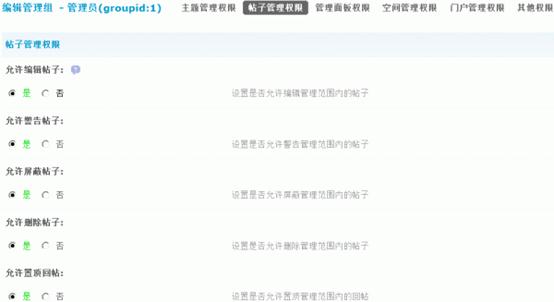 编辑管理组 - 管理员(groupid:1) 主题管理权限 帖子管理权限 管理面板权限 空间管理权限 门户管理权限 其他权限
帖子管理权限
允许编辑帖子:
是 否 设置是否允许编辑管理范围内的帖子
允许警告帖子:
是 否 设置是否允许警告管理范围内的帖子
允许屏蔽帖子:
是 否 设置是否允许屏蔽管理范围内的帖子
允许删除帖子:
是 否 设置是否允许删除管理范围内的帖子
允许置顶回帖:
是 否 设置是否允许置顶管理范围内的回帖